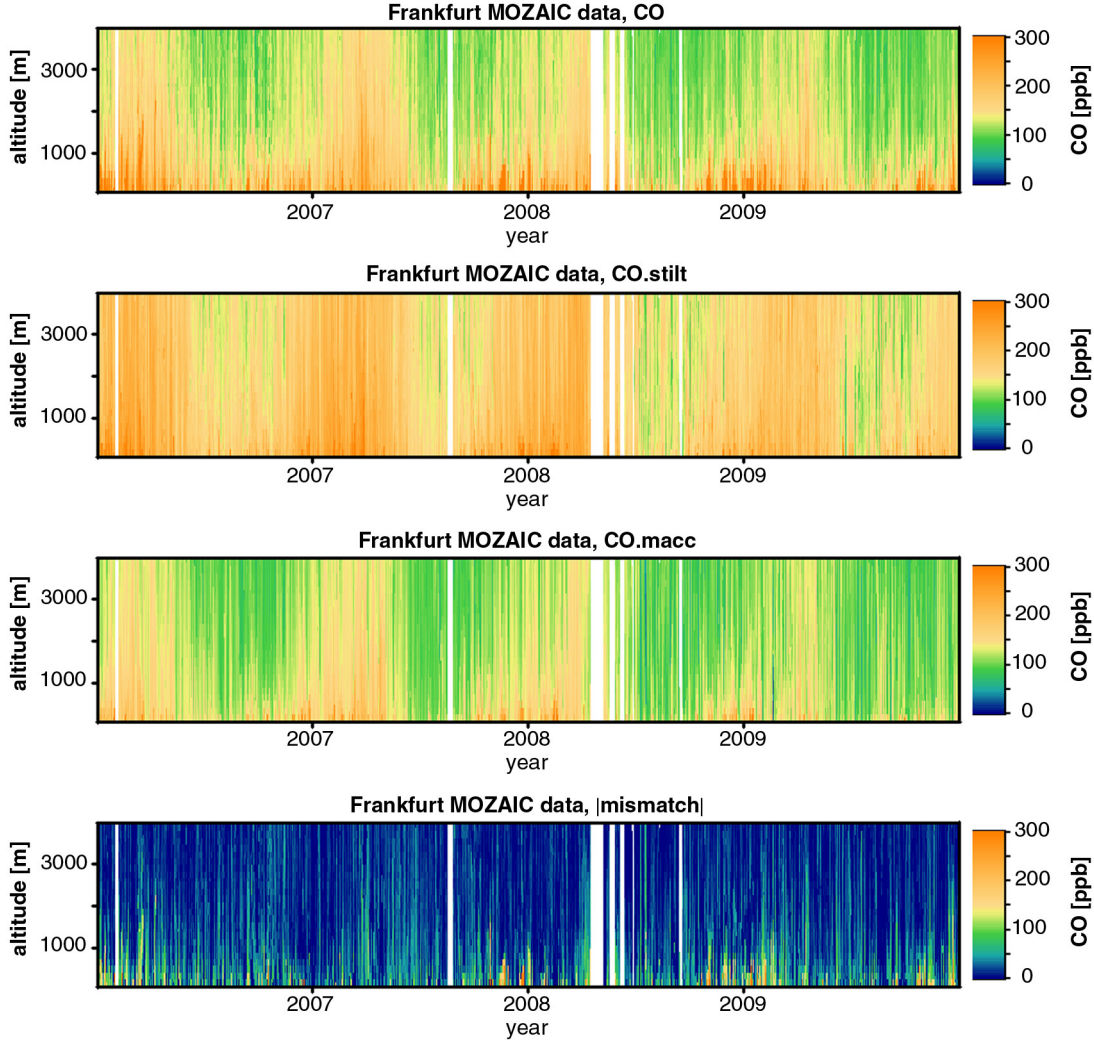 Frankfurt MOZAIC data, CO
altitude [m]
3000
1000
2007
2008
2009
year
300
200
100
0
CO [ppb]
Frankfurt MOZAIC data, CO.stilt
altitude [m]
3000
1000
2007
2008
2009
year
300
200
100
0
CO [ppb]
Frankfurt MOZAIC data, CO.macc
altitude [m]
3000
1000
2007
2008
2009
year
300
200
100
0
CO [ppb]
Frankfurt MOZAIC data, |mismatch|
altitude [m]
3000
1000
2007
2008
2009
year
300
200
100
0
CO [ppb]